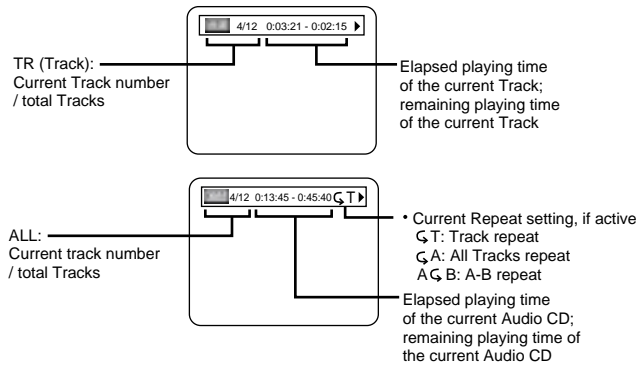 4/12 0:03:21 - 0:02:15
TR (Track):
Current Track number
/ total Tracks
Elapsed playing time
of the current Track;
remaining playing time
of the current Track
4/12 0:13:45 - 0:45:40 T
ALL:
Current track number
/ total Tracks
• Current Repeat setting, if active
T: Track repeat
A: All Tracks repeat
A B: A-B repeat
Elapsed playing time
of the current Audio CD;
remaining playing time of
the current Audio CD